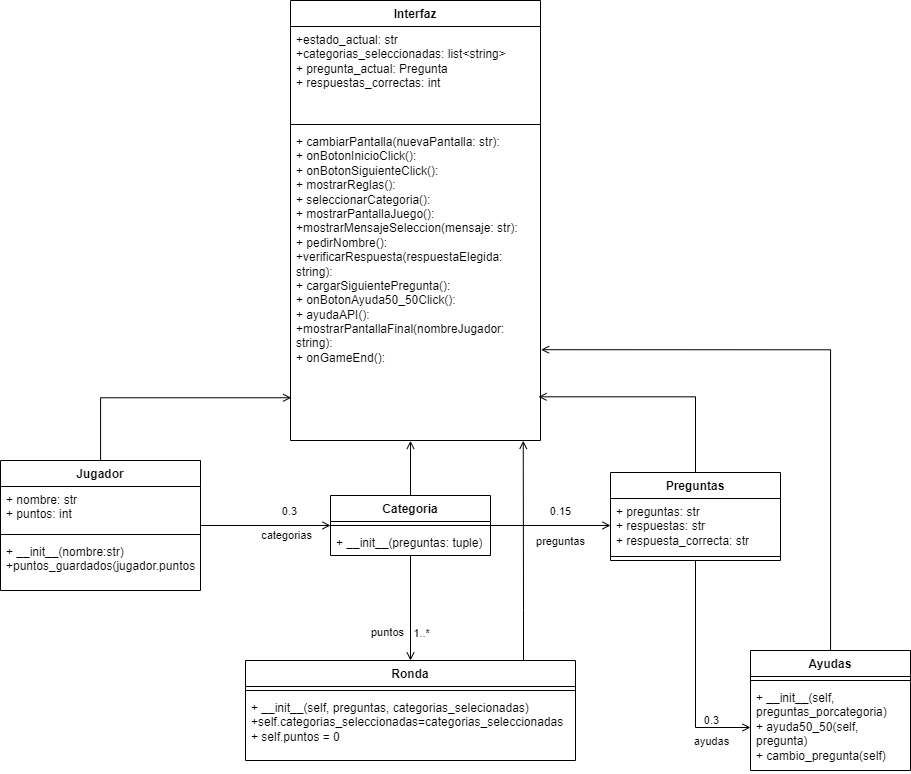 Interfaz
+estado_actual: str
+categorias_seleccionadas: list<string>
+ pregunta_actual: Pregunta
+ respuestas_correctas: int
+ cambiarPantalla(nuevaPantalla: str):
+ onBotonInicioClick():
+ onBotonSiguienteClick():
+ mostrarReglas():
+ seleccionarCategoria():
+ mostrarPantallaJuego():
+mostrarMensajeSeleccion(mensaje: str):
+ pedirNombre():
+verificarRespuesta(respuestaElegida:
string):
+ cargarSiguientePregunta():
+ onBotonAyuda50_50Click():
+ ayudaAPI():
+mostrarPantallaFinal(nombreJugador:
string):
+ onGameEnd():
Jugador
+ nombre: str
+ puntos: int
+ __init__(nombre:str)
+puntos_guardados(jugador.puntos
0.3
categorias
Categoria
+ __init__(preguntas: tuple)
0.15
preguntas
Preguntas
+ preguntas: str
+ respuestas: str
+ respuesta_correcta: str
puntos
1..*
Ronda
+ __init__(self, preguntas, categorias_selecionadas)
+self.categorias_seleccionadas=categorias_seleccionadas
+ self.puntos = 0
0.3
ayudas
Ayudas
+ __init__(self,
preguntas_porcategoria)
+ ayuda50_50(self,
pregunta)
+ cambio_pregunta(self)